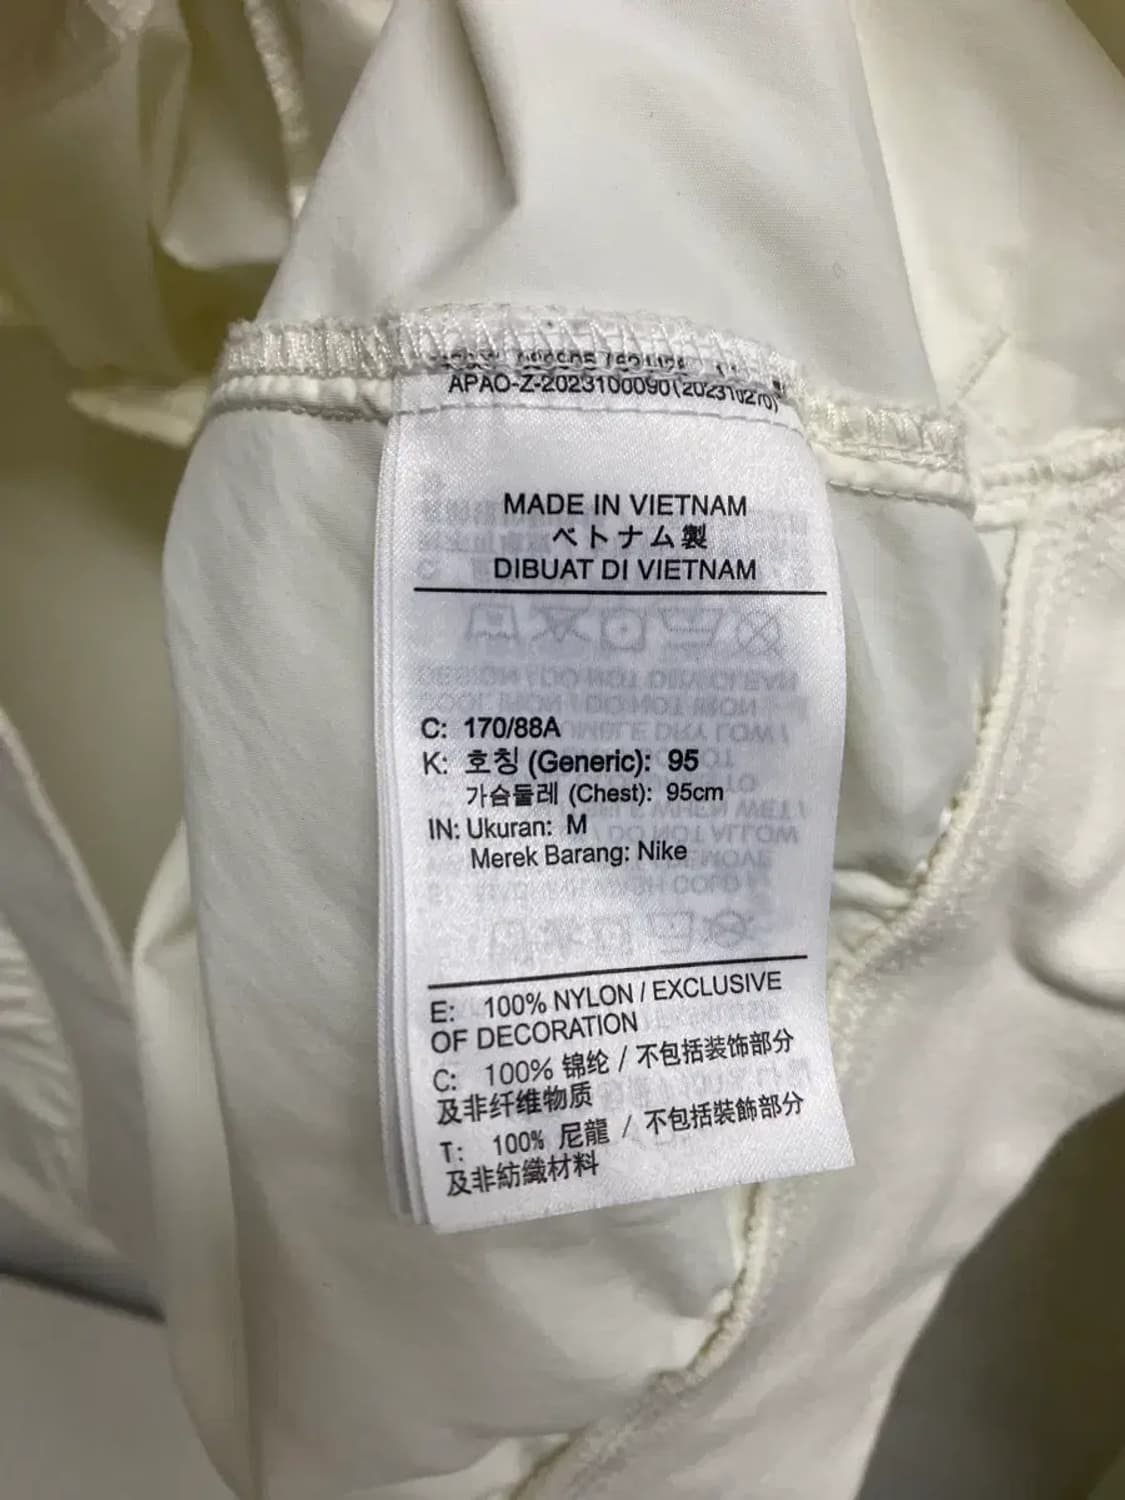 APAO-Z-2023100090(202310270)
MADE IN VIETNAM
ベトナム製
DIBUAT DI VIETNAM
C: 170/88A
K: 호칭 (Generic): 95
가슴둘레 (Chest): 95cm
IN: Ukuran: M
Merek Barang: Nike
E: 100% NYLON / EXCLUSIVE
OF DECORATION
C: 100% 锦纶 / 不包括装饰部分
及非纤维物质
T: 100% 尼龍 / 不包括裝飾部分
及非紡織材料